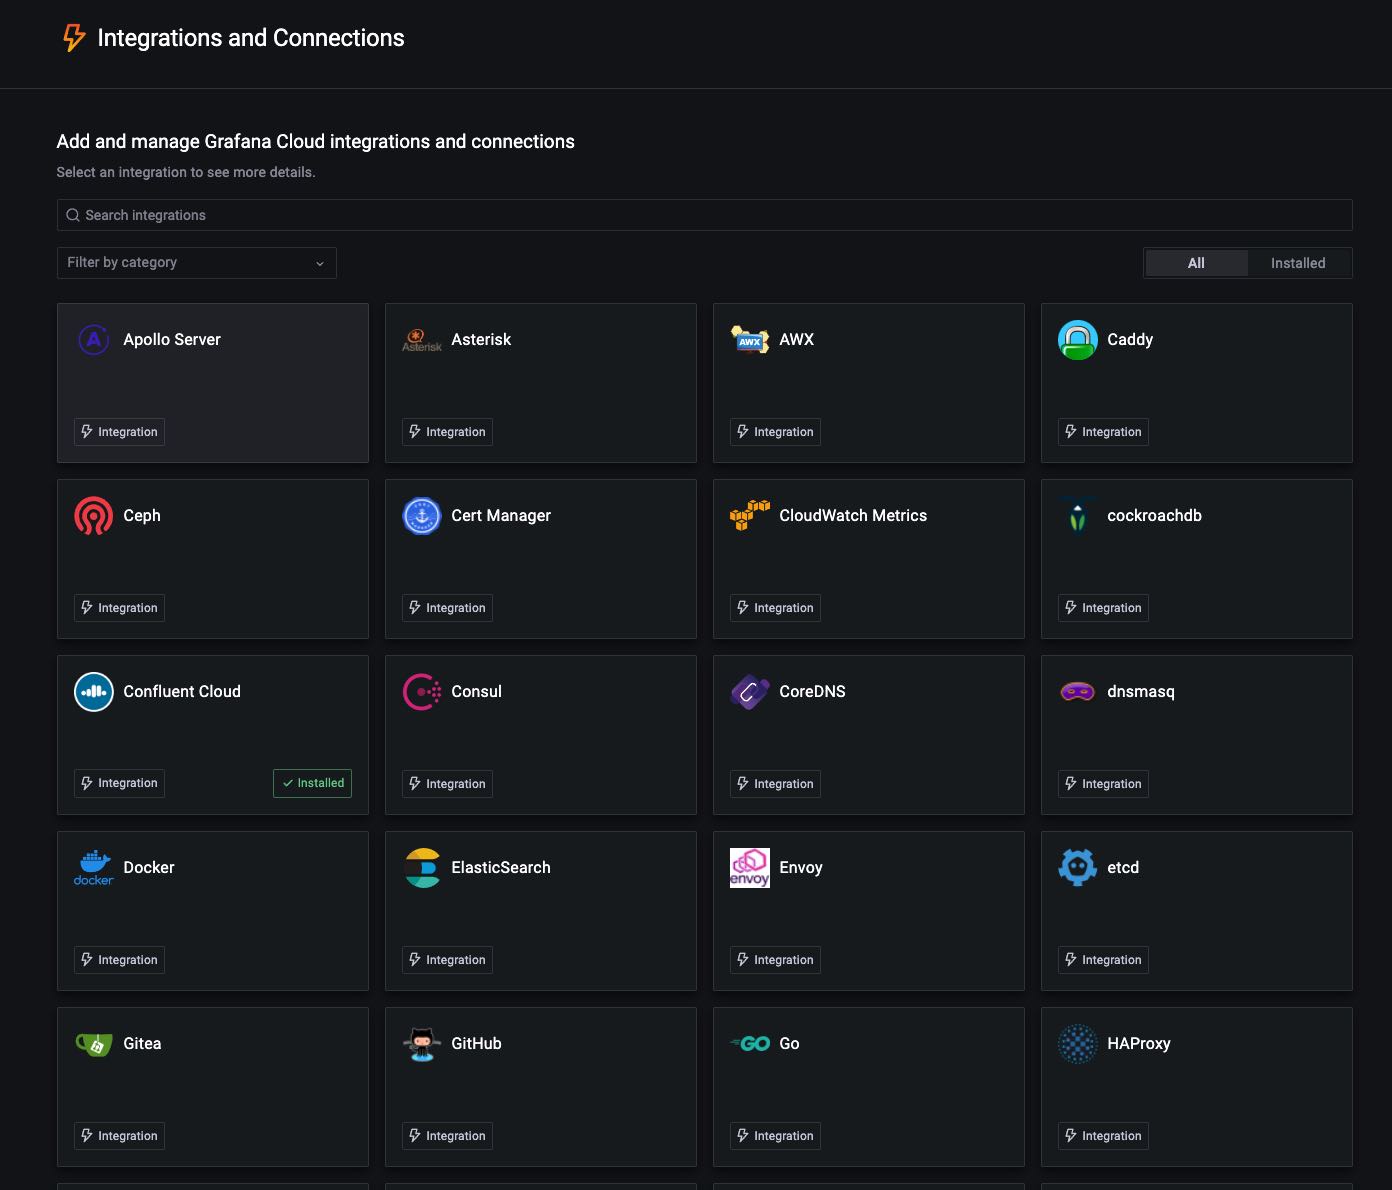 Integrations and Connections
Add and manage Grafana Cloud integrations and connections
Select an integration to see more details.
Search integrations
Filter by category
All Installed
Apollo Server
Integration
Asterisk
Asterisk
Integration
AWX
AWX
Integration
Caddy
Integration
Ceph
Integration
Cert Manager
Integration
CloudWatch Metrics
Integration
cockroachdb
Integration
Confluent Cloud
Integration Installed
Consul
Integration
CoreDNS
Integration
dnsmasq
Integration
docker
Docker
Integration
ElasticSearch
Integration
envoy
Envoy
Integration
etcd
Integration
Gitea
Integration
GitHub
Integration
GO
Go
Integration
HAProxy
Integration